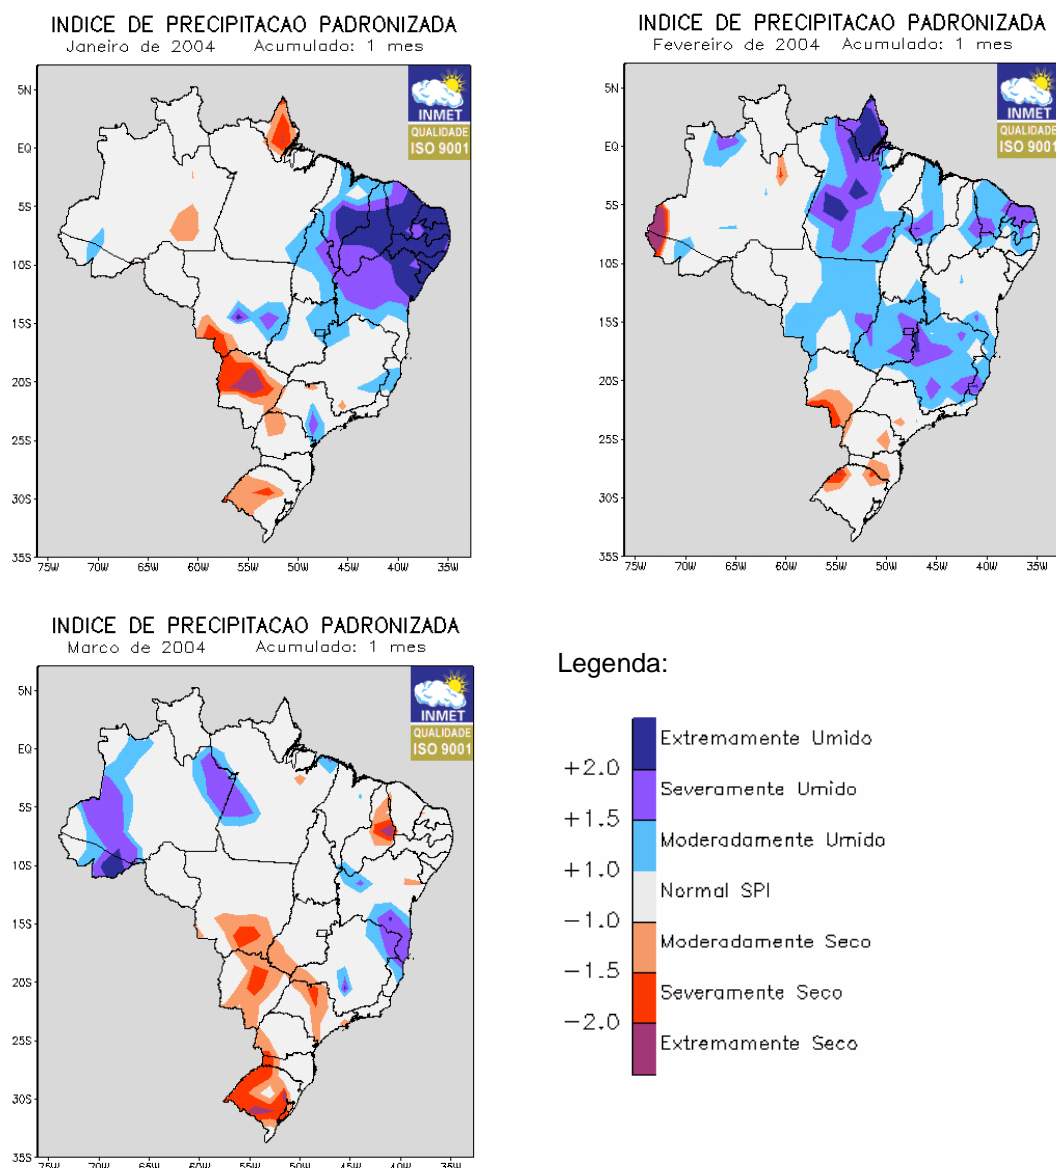 INDICE DE PRECIPITACAO PADRONIZADA
Janeiro de 2004 Acumulado: 1 mes
INMET
QUALIDADE
ISO 9001
5N
EQ
5S
10S
15S
20S
25S
30S
35S
75W 70W 65W 60W 55W 50W 45W 40W 35W
INDICE DE PRECIPITACAO PADRONIZADA
Fevereiro de 2004 Acumulado: 1 mes
INMET
QUALIDADE
ISO 9001
5N
EQ
5S
10S
15S
20S
25S
30S
35S
75W 70W 65W 60W 55W 50W 45W 40W 35W
INDICE DE PRECIPITACAO PADRONIZADA
Marco de 2004 Acumulado: 1 mes
INMET
QUALIDADE
ISO 9001
5N
EQ
5S
10S
15S
20S
25S
30S
35S
75W 70W 65W 60W 55W 50W 45W 40W 35W
Legenda:
Extremamente Umido
+2.0
Severamente Umido
+1.5
Moderadamente Umido
+1.0
Normal SPI
−1.0
Moderadamente Seco
−1.5
Severamente Seco
−2.0
Extremamente Seco